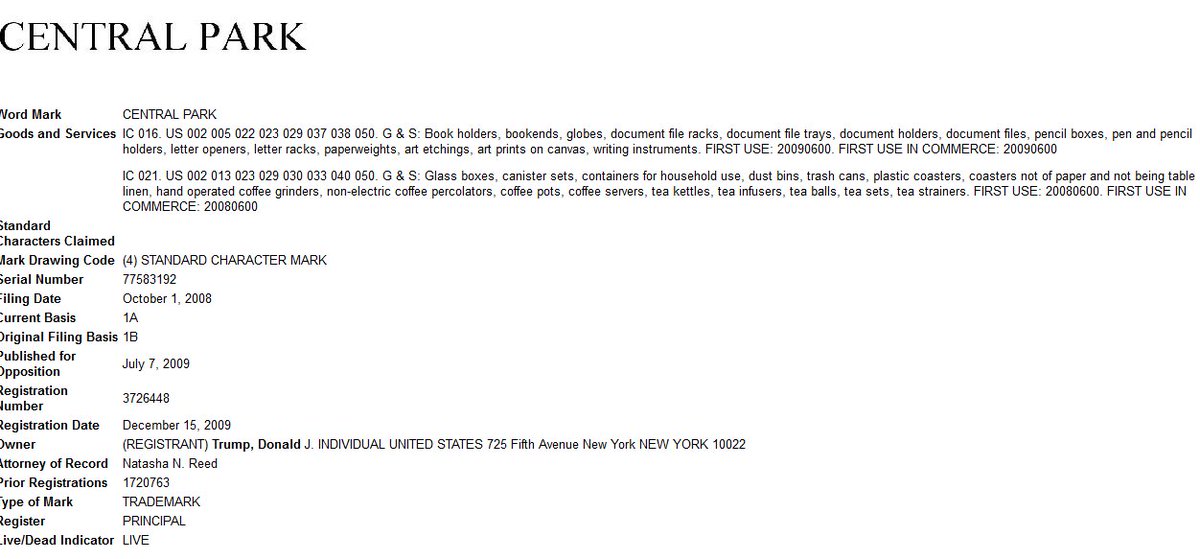 CENTRAL PARK
Word Mark CENTRAL PARK
Goods and Services IC 016. US 002 005 022 023 029 037 038 050. G & S: Book holders, bookends, globes, document file racks, document file trays, document holders, document files, pencil boxes, pen and pencil
holders, letter openers, letter racks, paperweights, art etchings, art prints on canvas, writing instruments. FIRST USE: 20090600. FIRST USE IN COMMERCE: 20090600
IC 021. US 002 013 023 029 030 033 040 050. G & S: Glass boxes, canister sets, containers for household use, dust bins, trash cans, plastic coasters, coasters not of paper and not being table
linen, hand operated coffee grinders, non-electric coffee percolators, coffee pots, coffee servers, tea kettles, tea infusers, tea balls, tea sets, tea strainers. FIRST USE: 20080600. FIRST USE IN
COMMERCE: 20080600
Standard
Characters Claimed
Mark Drawing Code (4) STANDARD CHARACTER MARK
Serial Number 77583192
Filing Date October 1, 2008
Current Basis 1A
Original Filing Basis 1B
Published for
Opposition July 7, 2009
Registration
Number 3726448
Registration Date December 15, 2009
Owner (REGISTRANT) Trump, Donald J. INDIVIDUAL UNITED STATES 725 Fifth Avenue New York NEW YORK 10022
Attorney of Record Natasha N. Reed
Prior Registrations 1720763
Type of Mark TRADEMARK
Register PRINCIPAL
Live/Dead Indicator LIVE